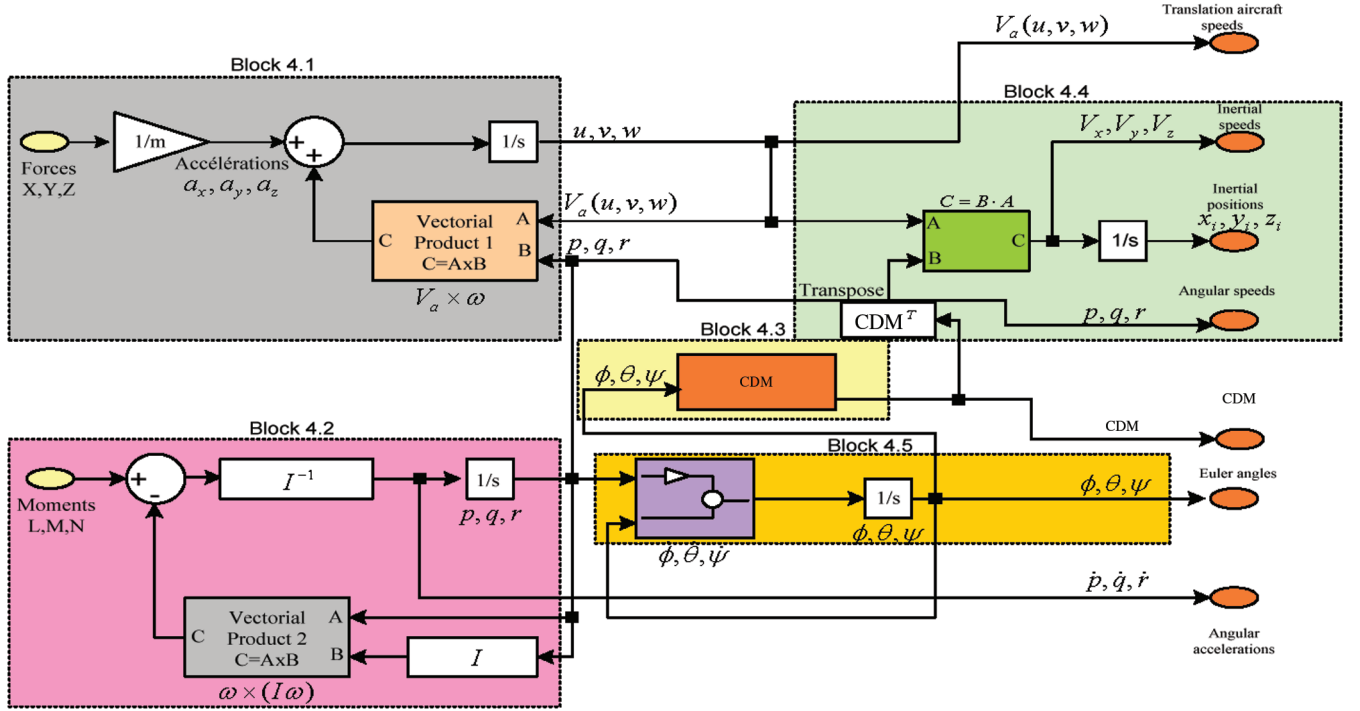 Translation aircraft
speeds
V_a(u, v, w)
Block 4.1
Block 4.4
Forces
X,Y,Z
1/m
Accélérations
a_x, a_y, a_z
+
+
1/s
u, v, w
V_a(u, v, w)
p, q, r
Vectorial
Product 1
C=AxB
A
B
C
V_a × ω
C = B · A
A
B
C
V_x, V_y, V_z
Inertial
speeds
Inertial
positions
x_i, y_i, z_i
1/s
Transpose
CDM^T
Angular speeds
p, q, r
Block 4.3
ϕ, θ, ψ
CDM
CDM
CDM
Block 4.2
Moments
L,M,N
+
-
I^{-1}
1/s
p, q, r
Block 4.5
1/s
ϕ̇, θ̇, ψ̇
ϕ, θ, ψ
ϕ, θ, ψ
Euler angles
ṗ, q̇, ṙ
Angular
accelerations
Vectorial
Product 2
C=AxB
A
B
C
I
ω × (Iω)